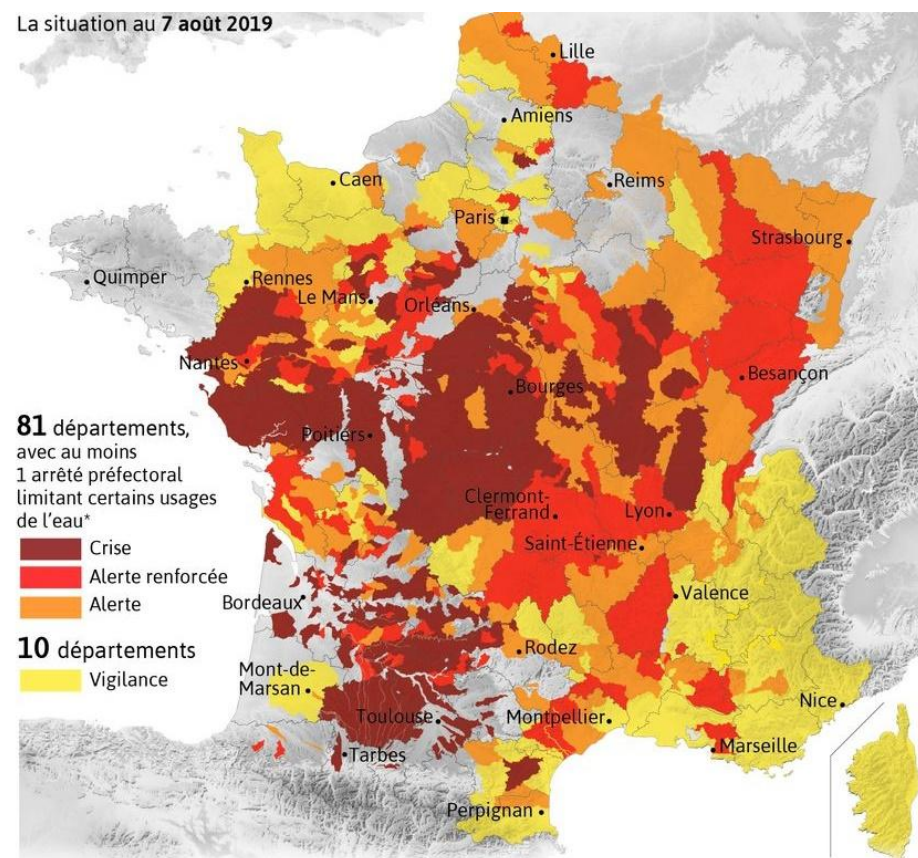 La situation au 7 août 2019
Lille
Amiens
Caen
Reims
Paris
Strasbourg
Quimper
Rennes
Le Mans
Orléans
Nantes
Besançon
Bourges
81 départements,
avec au moins
1 arrêté préfectoral
limitant certains usages
de l'eau*
Crise
Alerte renforcée
Alerte
10 départements
Vigilance
Poitiers
Clermont-
Ferrand
Lyon
Saint-Étienne
Valence
Bordeaux
Rodez
Mont-de-
Marsan
Nice
Toulouse
Montpellier
Marseille
Tarbes
Perpignan